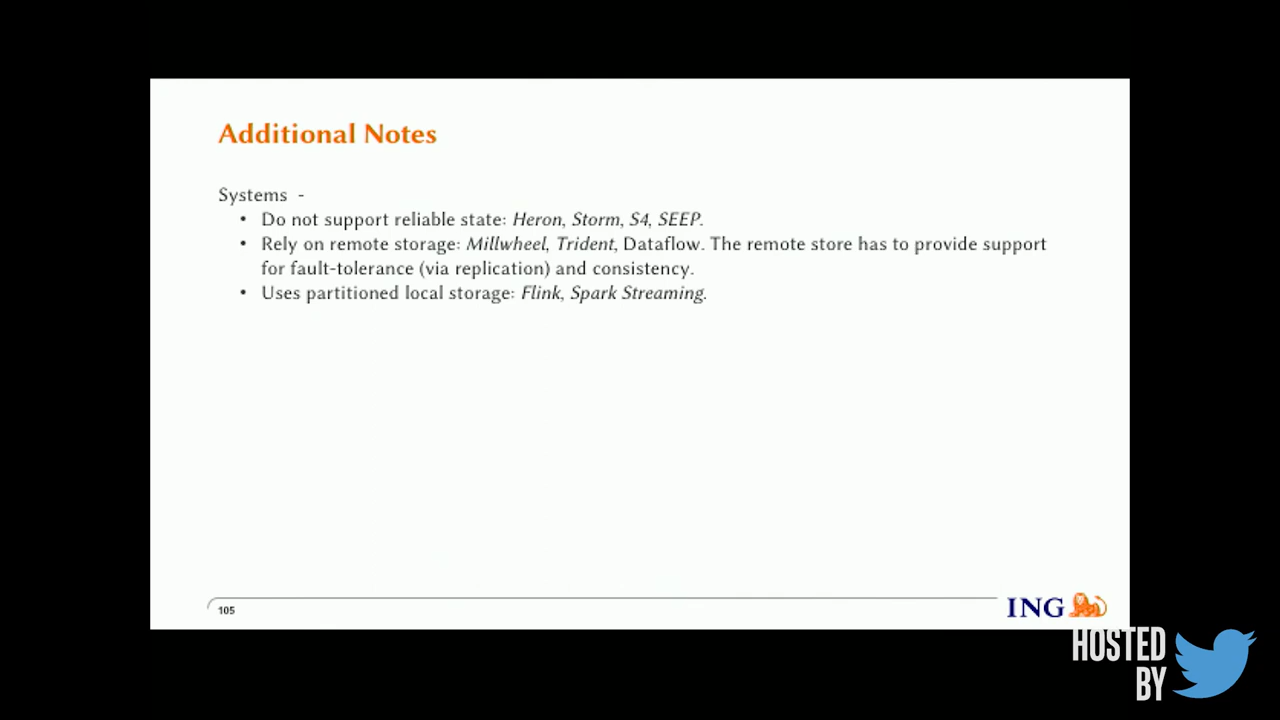 Additional Notes
Systems -
• Do not support reliable state: Heron, Storm, S4, SEEP.
• Rely on remote storage: Millwheel, Trident, Dataflow. The remote store has to provide support
for fault-tolerance (via replication) and consistency.
• Uses partitioned local storage: Flink, Spark Streaming.
105
ING
HOSTED
BY